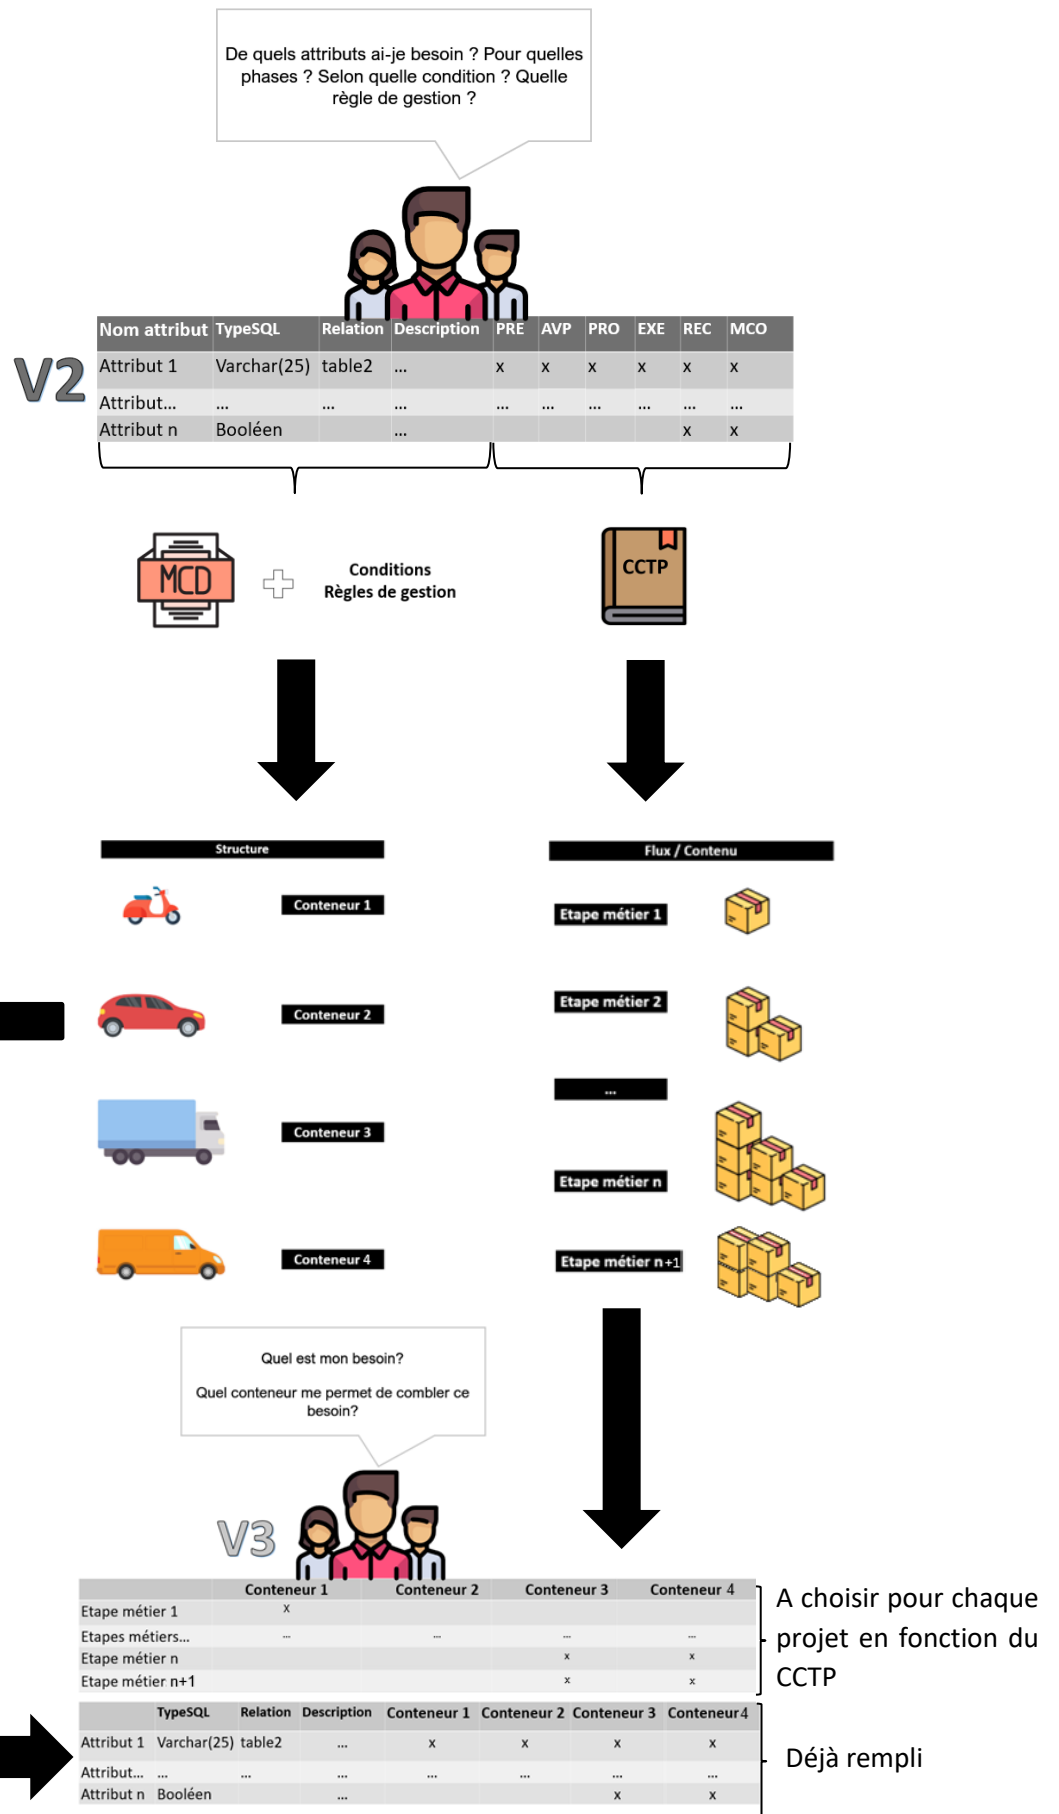 De quels attributs ai-je besoin ? Pour quelles
phases ? Selon quelle condition ? Quelle
règle de gestion ?
V2
Nom attribut TypeSQL Relation Description PRE AVP PRO EXE REC MCO
Attribut 1 Varchar(25) table2 ... x x x x x x
Attribut... ... ... ... ... ... ... ... ... ...
Attribut n Booléen ... x x
MCD
Conditions
Règles de gestion
CCTP
Structure
Conteneur 1
Conteneur 2
Conteneur 3
Conteneur 4
Flux / Contenu
Etape métier 1
Etape métier 2
...
Etape métier n
Etape métier n+1
Quel est mon besoin?
Quel conteneur me permet de combler ce
besoin?
V3
Conteneur 1 Conteneur 2 Conteneur 3 Conteneur 4
Etape métier 1 x
Etapes métiers... ... ... ... ...
Etape métier n x x
Etape métier n+1 x x
A choisir pour chaque
projet en fonction du
CCTP
TypeSQL Relation Description Conteneur 1 Conteneur 2 Conteneur 3 Conteneur4
Attribut 1 Varchar(25) table2 ... x x x x
Attribut... ... ... ... ... ... ... ...
Attribut n Booléen ... x x
Déjà rempli